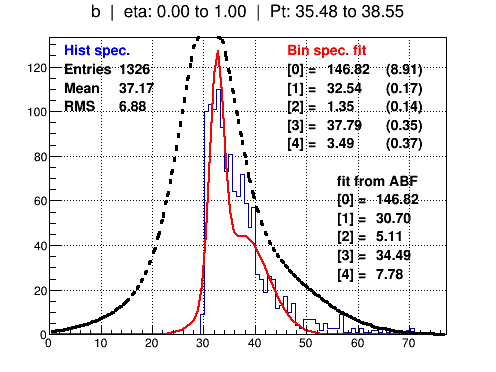 b | eta: 0.00 to 1.00 | Pt: 35.48 to 38.55
Hist spec.
Entries 1326
Mean 37.17
RMS 6.88
Bin spec. fit
[0] = 146.82 (8.91)
[1] = 32.54 (0.17)
[2] = 1.35 (0.14)
[3] = 37.79 (0.35)
[4] = 3.49 (0.37)
fit from ABF
[0] = 146.82
[1] = 30.70
[2] = 5.11
[3] = 34.49
[4] = 7.78
120
100
80
60
40
20
0
0 10 20 30 40 50 60 70